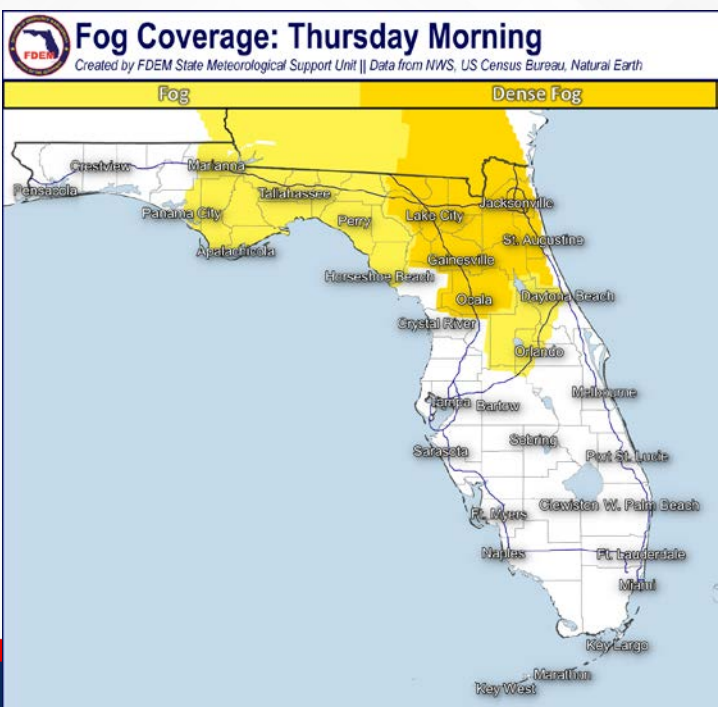 FDEM
Fog Coverage: Thursday Morning
Created by FDEM State Meteorological Support Unit || Data from NWS, US Census Bureau, Natural Earth
Fog Dense Fog
Crestview
Marianna
Pensacola
Tallahassee
Panama City
Lake City
Jacksonville
Perry
St. Augustine
Apalachicola
Gainesville
Horseshoe Beach
Ocala
Daytona Beach
Crystal River
Orlando
Tampa
Bartow
Melbourne
Sebring
Sarasota
Port St. Lucie
Clewiston
W. Palm Beach
Ft. Myers
Naples
Ft. Lauderdale
Miami
Key Largo
Marathon
Key West